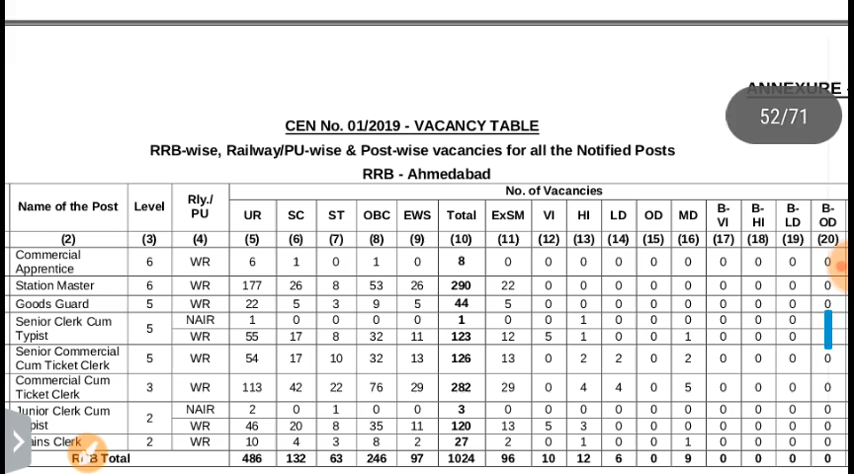 ANNEXURE -
52/71
CEN No. 01/2019 - VACANCY TABLE
RRB-wise, Railway/PU-wise & Post-wise vacancies for all the Notified Posts
RRB - Ahmedabad
Name of the Post Level Rly./ PU No. of Vacancies
UR SC ST OBC EWS Total ExSM VI HI LD OD MD B-VI B-HI B-LD B-OD
(2) (3) (4) (5) (6) (7) (8) (9) (10) (11) (12) (13) (14) (15) (16) (17) (18) (19) (20)
Commercial Apprentice 6 WR 6 1 0 1 0 8 0 0 0 0 0 0 0 0 0 0
Station Master 6 WR 177 26 8 53 26 290 22 0 0 0 0 0 0 0 0 0
Goods Guard 5 WR 22 5 3 9 5 44 5 0 0 0 0 0 0 0 0 0
Senior Clerk Cum Typist 5 NAIR 1 0 0 0 0 1 0 0 1 0 0 0 0 0 0
WR 55 17 8 32 11 123 12 5 1 0 0 1 0 0 0
Senior Commercial Cum Ticket Clerk 5 WR 54 17 10 32 13 126 13 0 2 2 0 2 0 0 0 0
Commercial Cum Ticket Clerk 3 WR 113 42 22 76 29 282 29 0 4 4 0 5 0 0 0 0
Junior Clerk Cum 2 NAIR 2 0 1 0 0 3 0 0 0 0 0 0 0 0 0 0
WR 46 20 8 35 11 120 13 5 3 0 0 0 0 0 0 0
Clerk 2 WR 10 4 3 8 2 27 2 0 1 0 0 1 0 0 0 0
Total 486 132 63 246 97 1024 96 10 12 6 0 9 0 0 0 0